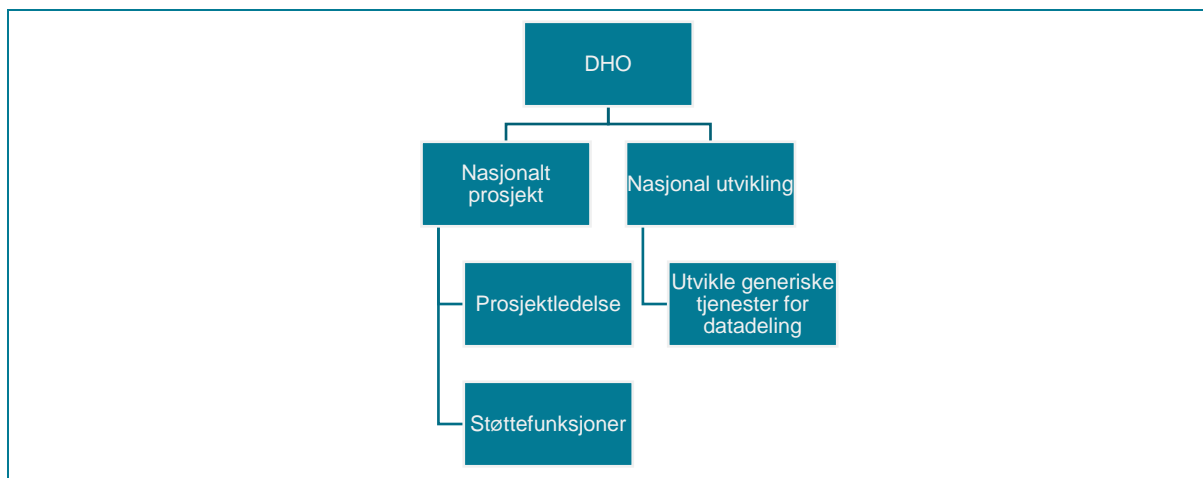 DHO
Nasjonalt
prosjekt
Nasjonal utvikling
Prosjektledelse
Utvikle generiske
tjenester for
datadeling
Støttefunksjoner